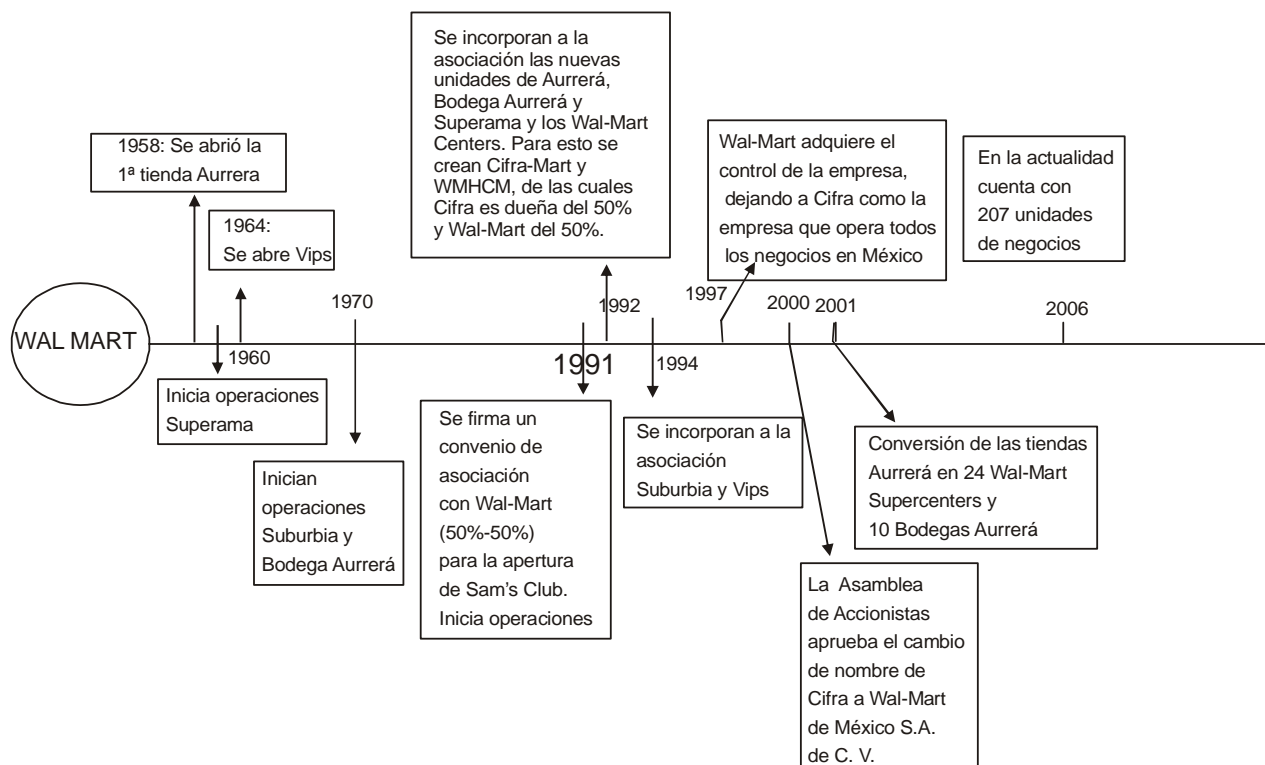 Se incorporan a la
asociación las nuevas
unidades de Aurrerá,
Bodega Aurrerá y
Superama y los Wal-Mart
Centers. Para esto se
crean Cifra-Mart y
WMHCM, de las cuales
Cifra es dueña del 50%
y Wal-Mart del 50%.
1958: Se abrió la
1ª tienda Aurrera
1964:
Se abre Vips
Wal-Mart adquiere el
control de la empresa,
dejando a Cifra como la
empresa que opera todos
los negocios en México
En la actualidad
cuenta con
207 unidades
de negocios
WAL MART
1960
1970
1991
1992
1994
1997
2000
2001
2006
Inicia operaciones
Superama
Inician
operaciones
Suburbia y
Bodega Aurrerá
Se firma un
convenio de
asociación
con Wal-Mart
(50%-50%)
para la apertura
de Sam's Club.
Inicia operaciones
Se incorporan a la
asociación
Suburbia y Vips
Conversión de las tiendas
Aurrerá en 24 Wal-Mart
Supercenters y
10 Bodegas Aurrerá
La Asamblea
de Accionistas
aprueba el cambio
de nombre de
Cifra a Wal-Mart
de México S.A.
de C. V.